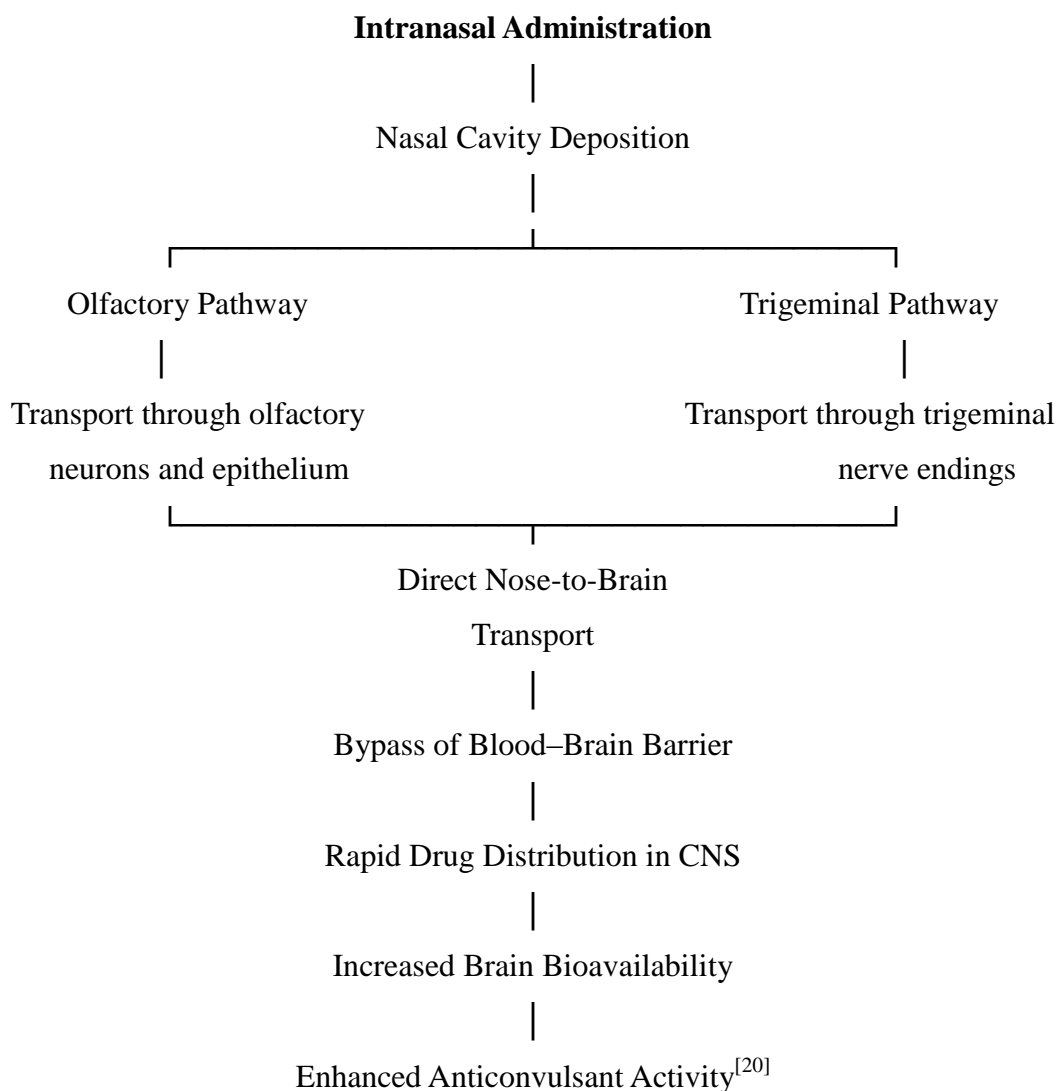 Intranasal Administration
Nasal Cavity Deposition
Olfactory Pathway
Trigeminal Pathway
Transport through olfactory
neurons and epithelium
Transport through trigeminal
nerve endings
Direct Nose-to-Brain
Transport
Bypass of Blood–Brain Barrier
Rapid Drug Distribution in CNS
Increased Brain Bioavailability
Enhanced Anticonvulsant Activity[20]